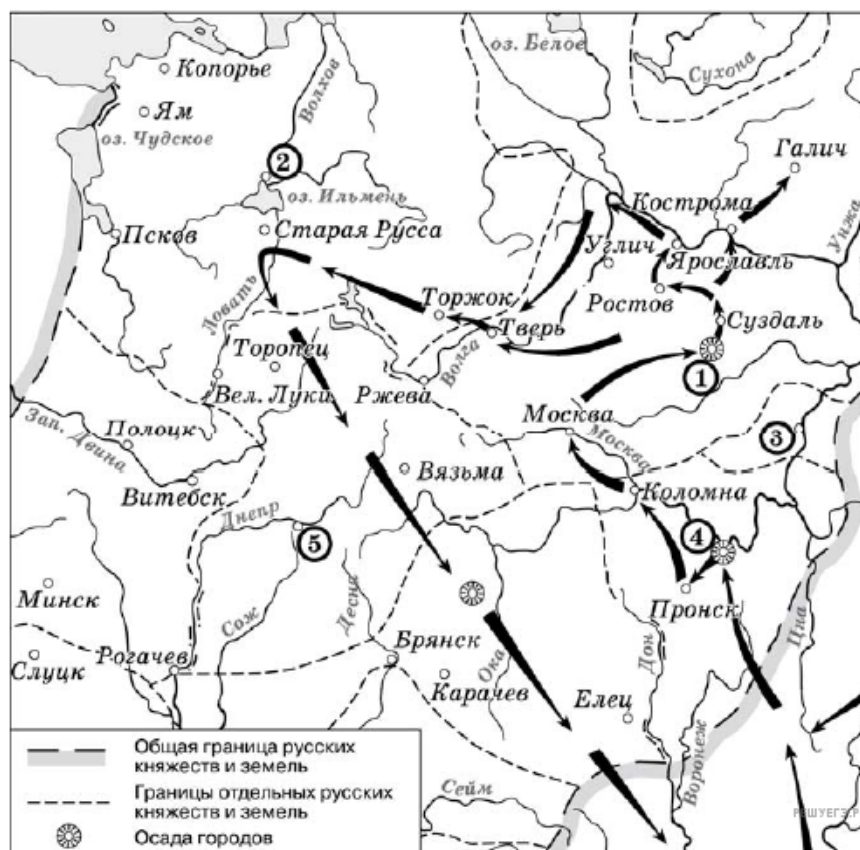 оз. Белое
Сухона
Копорье
Волхов
Ям
оз. Чудское
Галич
2
оз. Ильмень
Кострома
Унжа
Псков
Старая Русса
Углич
Ярославль
Ловать
Торжок
Ростов
Тверь
Суздаль
Торопец
Волга
1
Вел. Луки
Ржева
Москва
Зап. Двина
Полоцк
Москва
3
Вязьма
Витебск
Коломна
Днепр
5
4
Минск
Пронск
Цна
Сож
Десна
Слуцк
Рогачев
Брянск
Ока
Дон
Карачев
Елец
Воронеж
Общая граница русских
княжеств и земель
Сейм
Границы отдельных русских
княжеств и земель
Осада городов
РЕШУЕГЭ.РФ